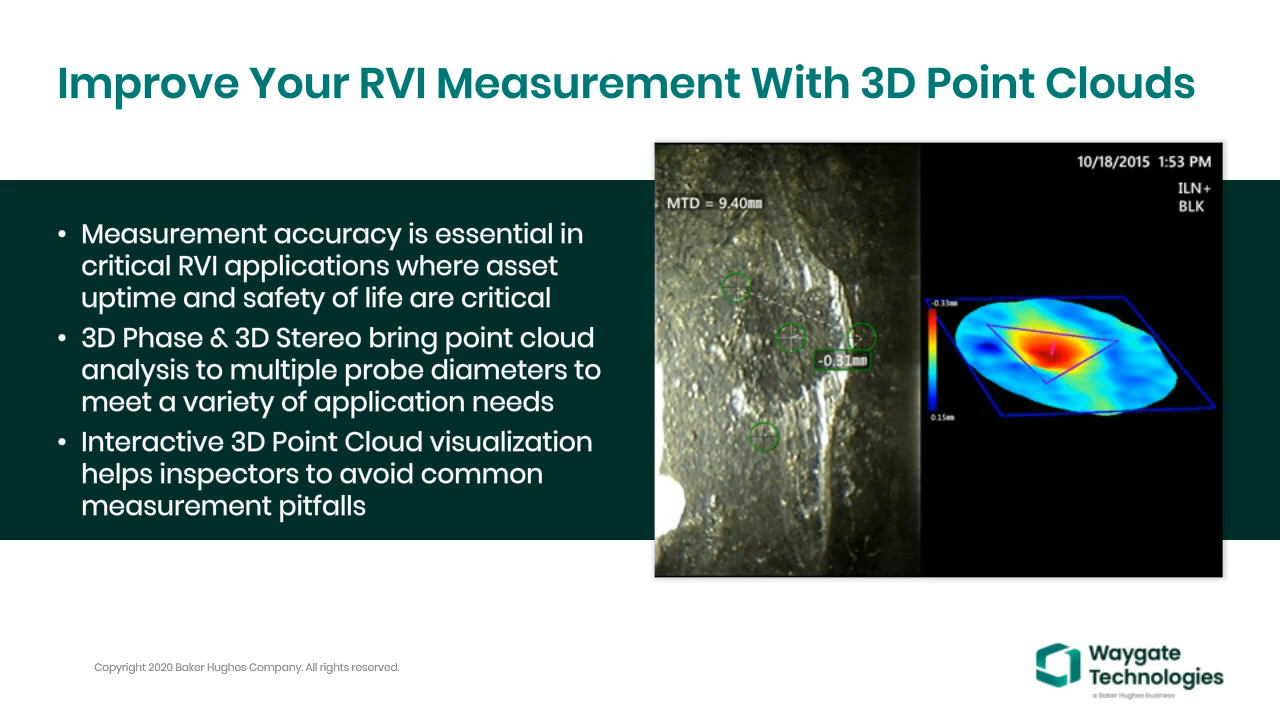 Improve Your RVI Measurement With 3D Point Clouds
• Measurement accuracy is essential in
critical RVI applications where asset
uptime and safety of life are critical
• 3D Phase & 3D Stereo bring point cloud
analysis to multiple probe diameters to
meet a variety of application needs
• Interactive 3D Point Cloud visualization
helps inspectors to avoid common
measurement pitfalls
10/18/2015 1:53 PM
ILN+
BLK
MTD = 9.40mm
-0.31mm
-0.33mm
0.15mm
Copyright 2020 Baker Hughes Company. All rights reserved.
Waygate
Technologies
a Baker Hughes business